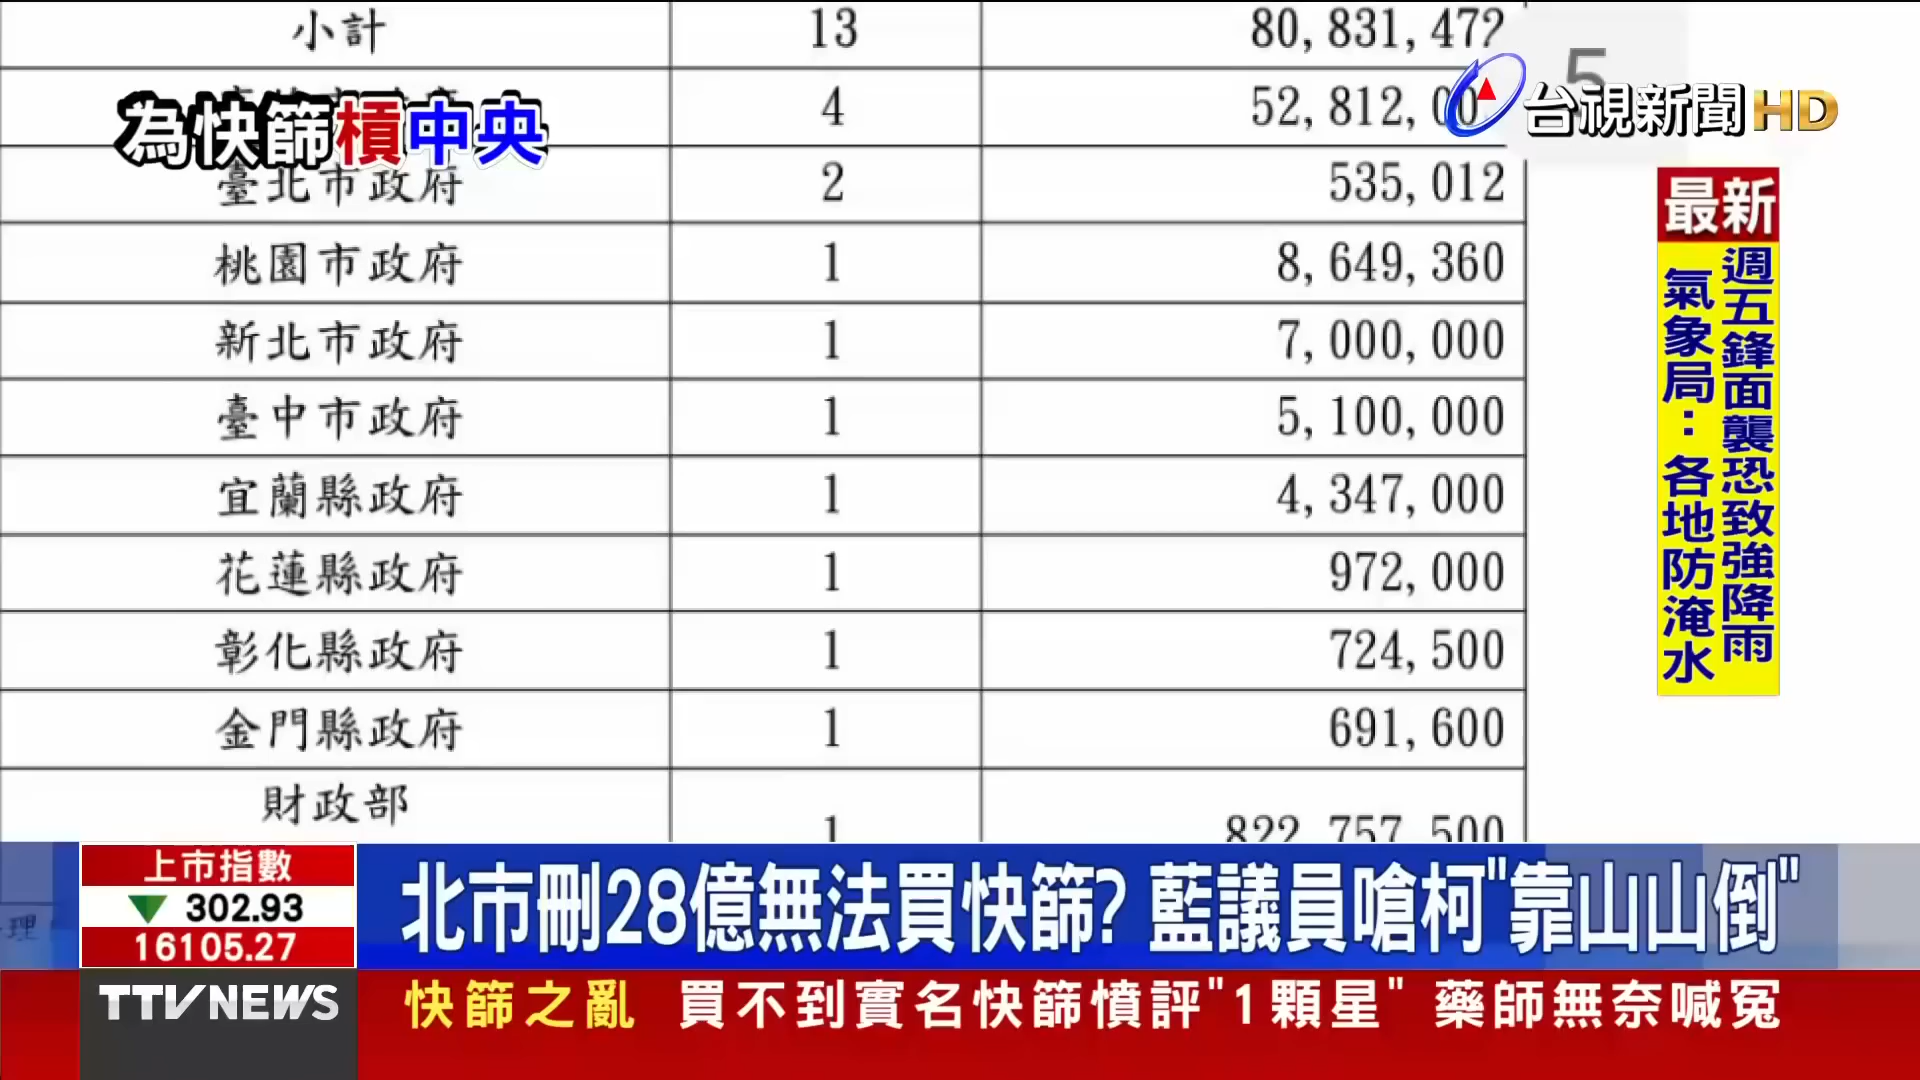 小計 13 80,831,472
4 52,812,00
臺北市政府 2 535,012
桃園市政府 1 8,649,360
新北市政府 1 7,000,000
臺中市政府 1 5,100,000
宜蘭縣政府 1 4,347,000
花蓮縣政府 1 972,000
彰化縣政府 1 724,500
金門縣政府 1 691,600
財政部
1 822,757,500
為快篩槓中央
5
台視新聞HD
最新
週五鋒面襲恐致強降雨
氣象局：各地防淹水
理
上市指數
302.93
16105.27
北市刪28億無法買快篩? 藍議員嗆柯"靠山山倒"
TTV NEWS
快篩之亂 買不到實名快篩憤評"1顆星" 藥師無奈喊冤